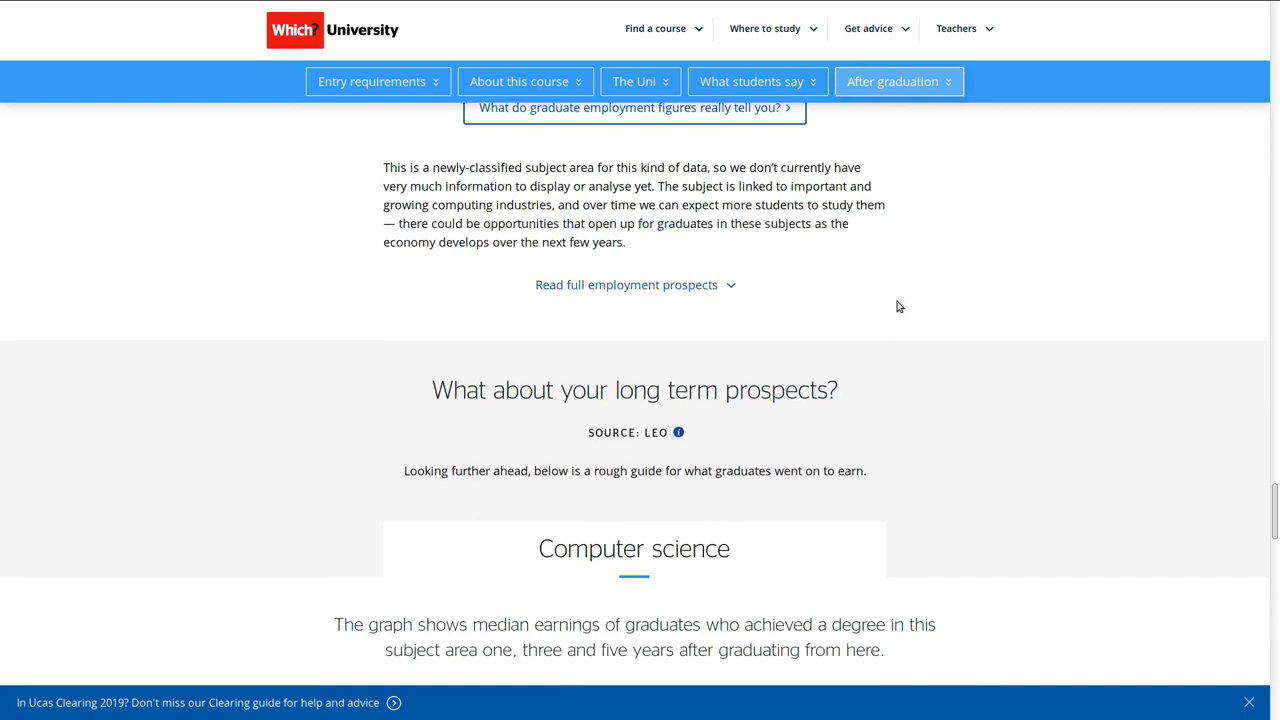 Which? University
Find a course
Where to study
Get advice
Teachers
Entry requirements
About this course
The Uni
What students say
After graduation
What do graduate employment figures really tell you?
This is a newly-classified subject area for this kind of data, so we don’t currently have
very much information to display or analyse yet. The subject is linked to important and
growing computing industries, and over time we can expect more students to study them
— there could be opportunities that open up for graduates in these subjects as the
economy develops over the next few years.
Read full employment prospects
What about your long term prospects?
SOURCE: LEO
Looking further ahead, below is a rough guide for what graduates went on to earn.
Computer science
The graph shows median earnings of graduates who achieved a degree in this
subject area one, three and five years after graduating from here.
In Ucas Clearing 2019? Don't miss our Clearing guide for help and advice